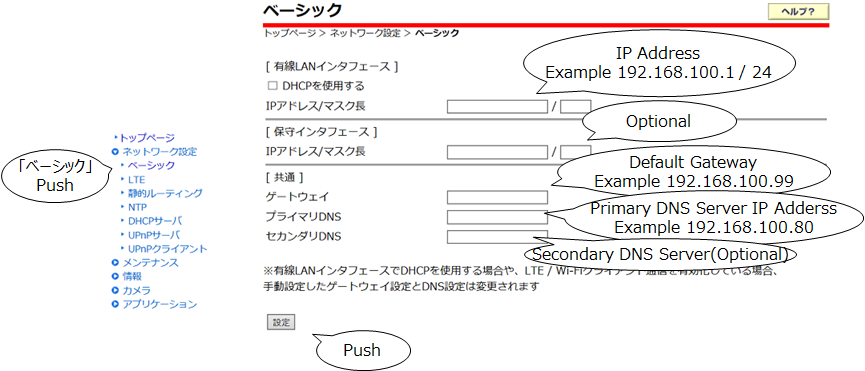 ベーシック
ヘルプ?
トップページ > ネットワーク設定 > ベーシック
[ 有線LANインタフェース ]
□ DHCPを使用する
IPアドレス/マスク長 /
[ 保守インタフェース ]
IPアドレス/マスク長 /
[ 共通 ]
ゲートウェイ
プライマリDNS
セカンダリDNS
※有線LANインタフェースでDHCPを使用する場合や、LTE / Wi-Fiクライアント通信を有効化している場合、
手動設定したゲートウェイ設定とDNS設定は変更されます
設定
トップページ
ネットワーク設定
ベーシック
LTE
静的ルーティング
NTP
DHCPサーバ
UPnPサーバ
UPnPクライアント
メンテナンス
情報
カメラ
アプリケーション
「ベーシック」
Push
IP Address
Example 192.168.100.1 / 24
Optional
Default Gateway
Example 192.168.100.99
Primary DNS Server IP Adderss
Example 192.168.100.80
Secondary DNS Server(Optional)
Push